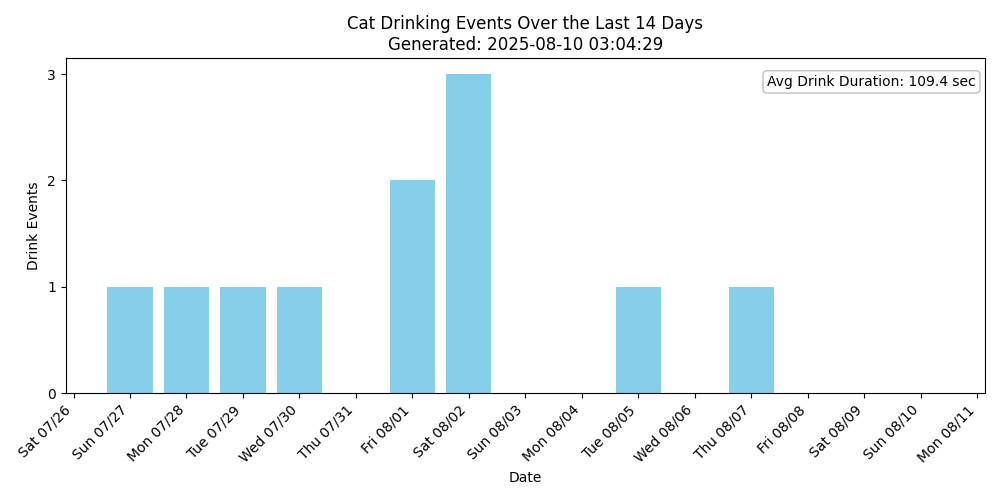 Cat Drinking Events Over the Last 14 Days
Generated: 2025-08-10 03:04:29
Avg Drink Duration: 109.4 sec
Drink Events
3
2
1
0
Sat 07/26
Sun 07/27
Mon 07/28
Tue 07/29
Wed 07/30
Thu 07/31
Fri 08/01
Sat 08/02
Sun 08/03
Mon 08/04
Tue 08/05
Wed 08/06
Thu 08/07
Fri 08/08
Sat 08/09
Sun 08/10
Mon 08/11
Date